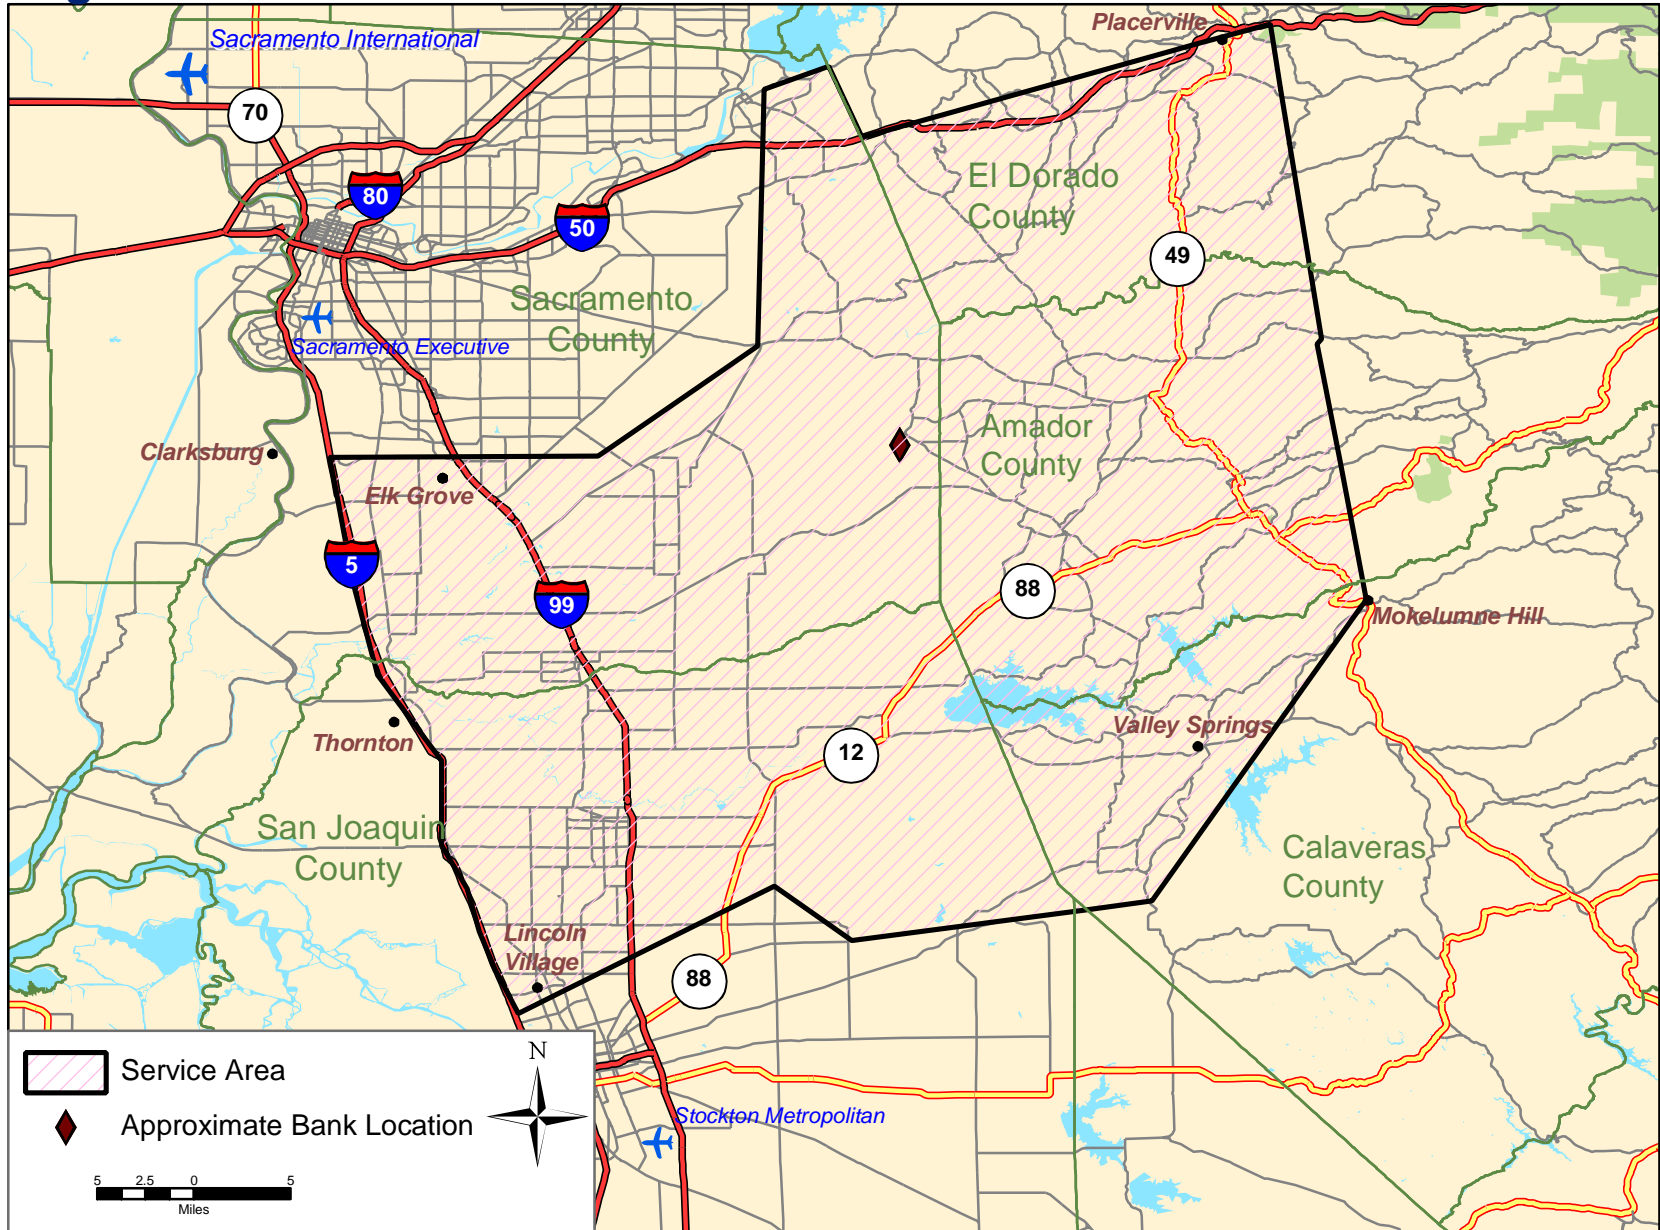 Placerville
Sacramento International
70
80
50
El Dorado
County
49
Sacramento
County
Sacramento Executive
Clarksburg
Amador
County
Elk Grove
5
99
88
Mokelumne Hill
Thornton
Valley Springs
12
San Joaquin
County
Calaveras
County
Lincoln
Village
88
Stockton Metropolitan
N
Service Area
Approximate Bank Location
5 2.5 0 5
Miles